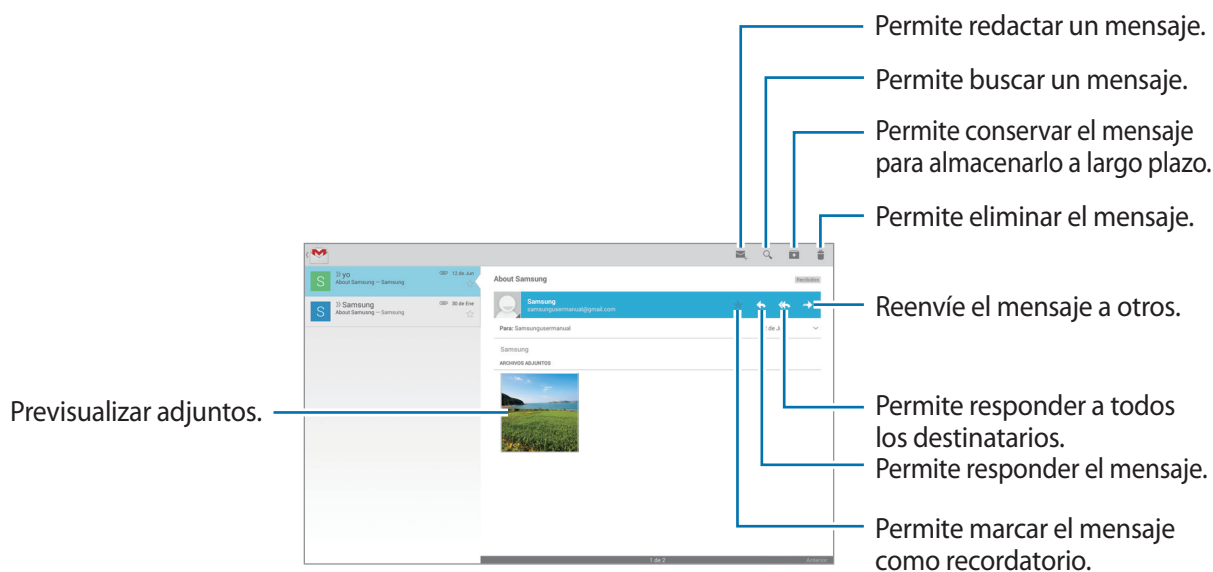 Permite redactar un mensaje.
Permite buscar un mensaje.
Permite conservar el mensaje
para almacenarlo a largo plazo.
Permite eliminar el mensaje.
S
yo
12 de Jun
About Samsung – Samsung
S
Samsung
30 de Ene
About Samsung – Samsung
About Samsung
Recibidos
Samsung
samsungusermanual@gmail.com
Para: Samsungusermanual
de J
Samsung
ARCHIVOS ADJUNTOS
1 de 2
Anterior
Reenvíe el mensaje a otros.
Previsualizar adjuntos.
Permite responder a todos
los destinatarios.
Permite responder el mensaje.
Permite marcar el mensaje
como recordatorio.